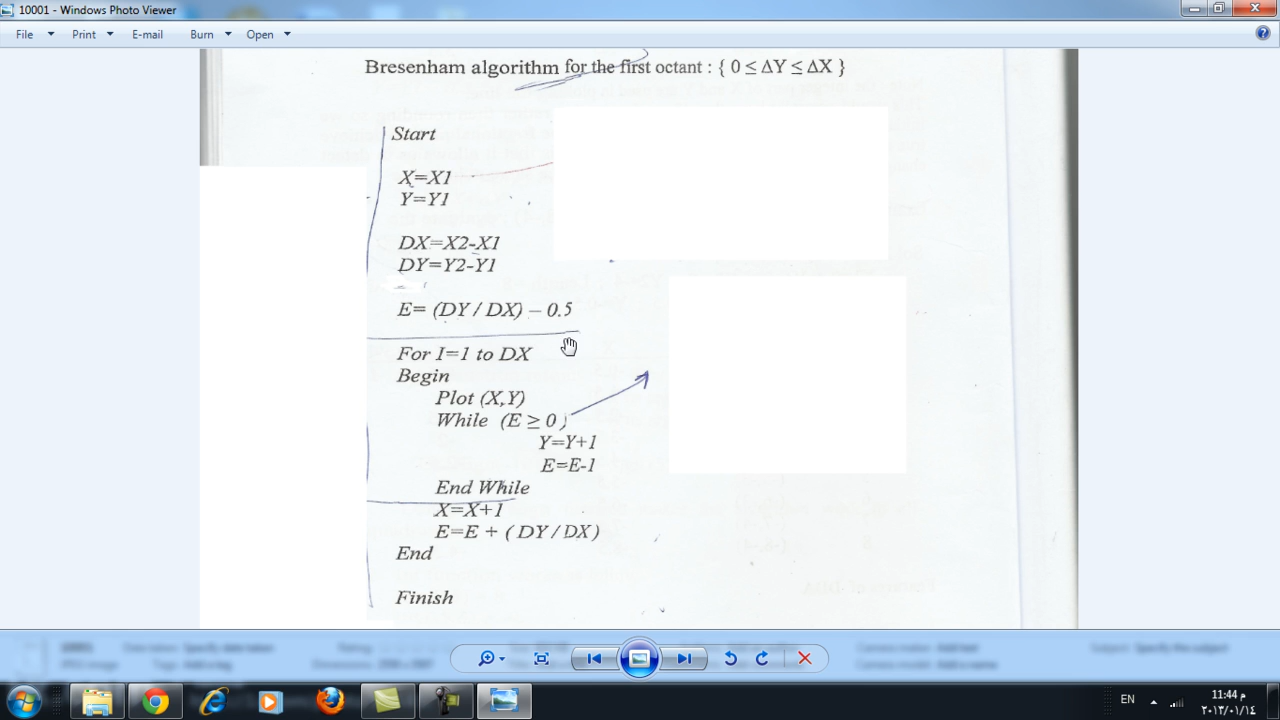 10001 - Windows Photo Viewer
File Print E-mail Burn Open
Bresenham algorithm for the first octant : { 0 ≤ ΔY ≤ ΔX }
Start
X=X1
Y=Y1
DX=X2-X1
DY=Y2-Y1
E= (DY / DX) – 0.5
For I=1 to DX
Begin
Plot (X,Y)
While (E ≥ 0 )
Y=Y+1
E=E-1
End While
X=X+1
E=E + ( DY / DX)
End
Finish
EN
11:44 م
٢٠١٣/٠١/١٤